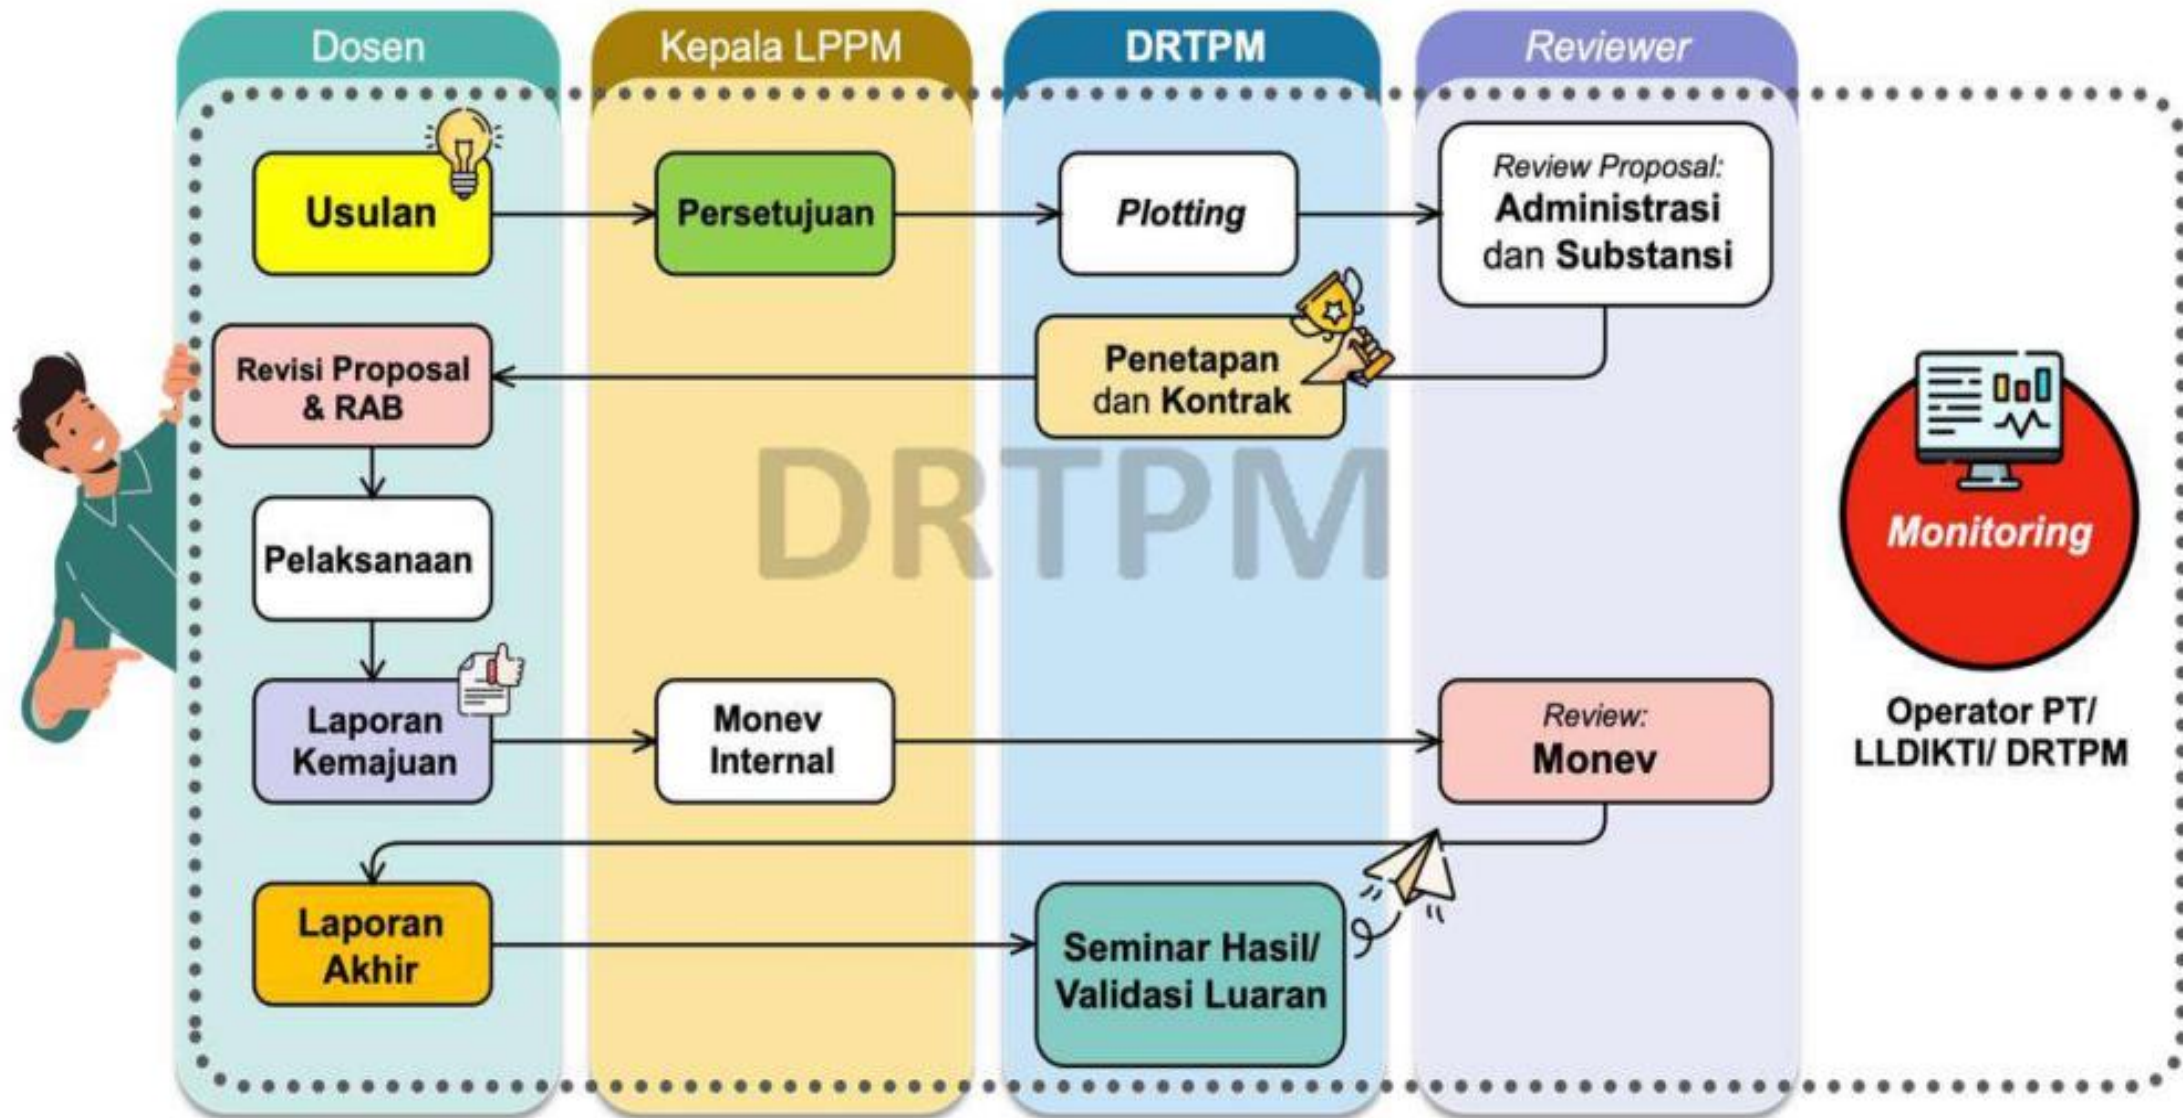 Dosen
Kepala LPPM
DRTPM
Reviewer
Usulan
Persetujuan
Plotting
Review Proposal:
Administrasi
dan Substansi
Revisi Proposal
& RAB
Penetapan
dan Kontrak
DRTPM
Pelaksanaan
Monitoring
Operator PT/
LLDIKTI/ DRTPM
Laporan
Kemajuan
Monev
Internal
Review:
Monev
Laporan
Akhir
Seminar Hasil/
Validasi Luaran